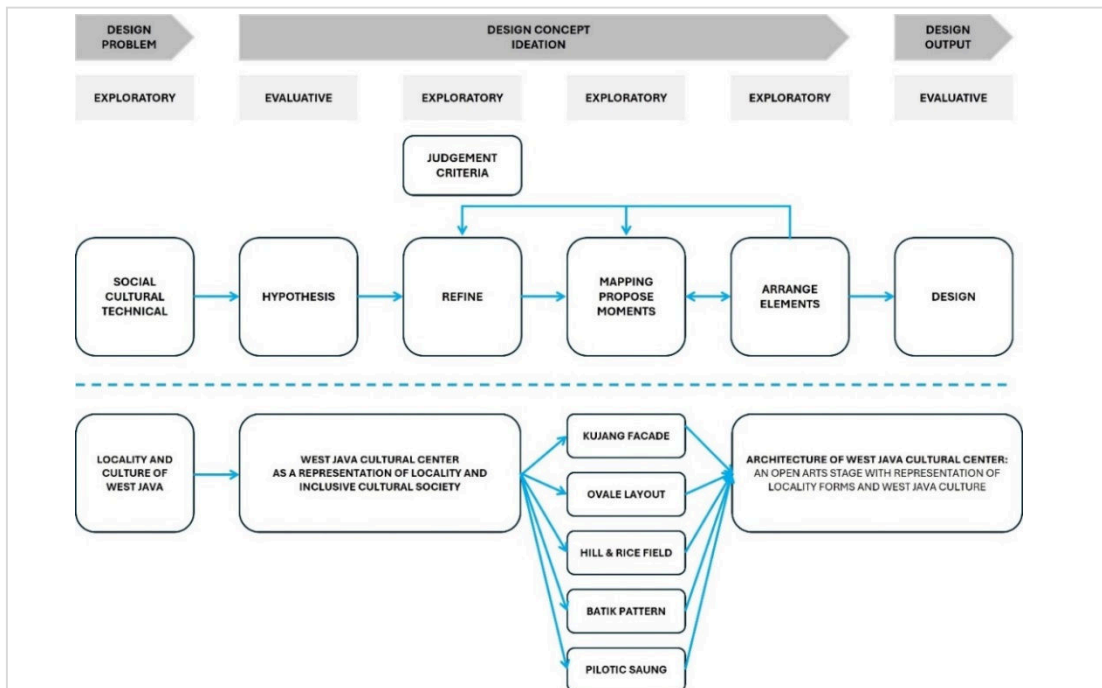 DESIGN
PROBLEM
DESIGN CONCEPT
IDEATION
DESIGN
OUTPUT
EXPLORATORY
EVALUATIVE
EXPLORATORY
EXPLORATORY
EXPLORATORY
EVALUATIVE
JUDGEMENT
CRITERIA
SOCIAL
CULTURAL
TECHNICAL
HYPOTHESIS
REFINE
MAPPING
PROPOSE
MOMENTS
ARRANGE
ELEMENTS
DESIGN
LOCALITY AND
CULTURE OF
WEST JAVA
WEST JAVA CULTURAL CENTER
AS A REPRESENTATION OF LOCALITY AND
INCLUSIVE CULTURAL SOCIETY
KUJANG FACADE
OVALE LAYOUT
HILL & RICE FIELD
BATIK PATTERN
PILOTIC SAUNG
ARCHITECTURE OF WEST JAVA CULTURAL CENTER:
AN OPEN ARTS STAGE WITH REPRESENTATION OF
LOCALITY FORMS AND WEST JAVA CULTURE